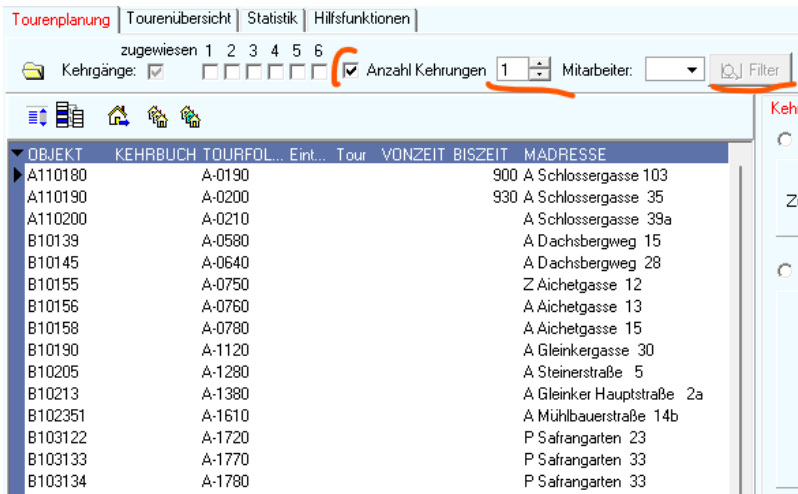 Tourenplanung Tourenübersicht Statistik Hilfsfunktionen
zugewiesen 1 2 3 4 5 6
Kehrgänge: Anzahl Kehrungen 1 Mitarbeiter: Filter
OBJEKT KEHRBUCH TOURFOL... Eint... Tour VONZEIT BISZEIT MADRESSE
A110180 A-0190 900 A Schlossergasse 103
A110190 A-0200 930 A Schlossergasse 35
A110200 A-0210 A Schlossergasse 39a
B10139 A-0580 A Dachsbergweg 15
B10145 A-0640 A Dachsbergweg 28
B10155 A-0750 Z Aichetgasse 12
B10156 A-0760 A Aichetgasse 13
B10158 A-0780 A Aichetgasse 15
B10190 A-1120 A Gleinkergasse 30
B10205 A-1280 A Steinerstraße 5
B10213 A-1380 A Gleinker Hauptstraße 2a
B102351 A-1610 A Mühlbauerstraße 14b
B103122 A-1720 P Safrangarten 23
B103133 A-1770 P Safrangarten 33
B103134 A-1780 P Safrangarten 33